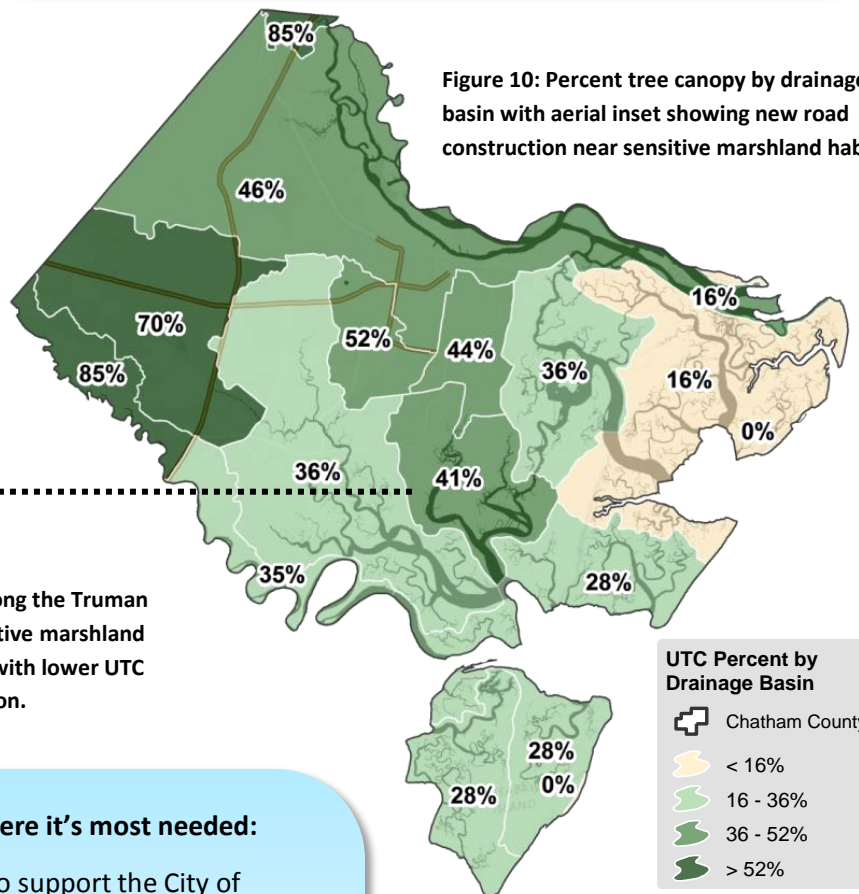 85%
Figure 10: Percent tree canopy by drainage
basin with aerial inset showing new road
construction near sensitive marshland hab
46%
16%
70%
52%
44%
36%
16%
85%
0%
36%
41%
35%
28%
ong the Truman
tive marshland
with lower UTC
on.
UTC Percent by
Drainage Basin
Chatham County
< 16%
16 - 36%
36 - 52%
> 52%
28%
0%
28%
ere it's most needed:
o support the City of